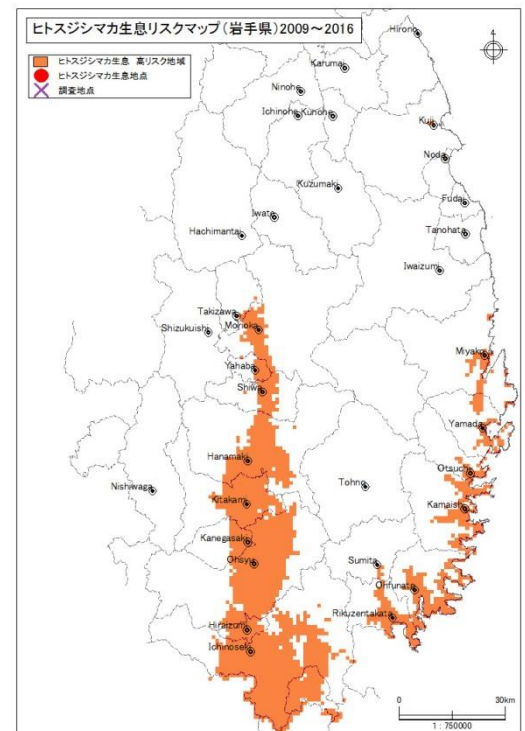 ヒトスジシマカ生息リスクマップ(岩手県)2009～2016
ヒトスジシマカ生息 高リスク地域
ヒトスジシマカ生息地点
調査地点
Hirono
Karumai
Ninohe
Ichinohe Kunohe
Kuji
Noda
Kuzumaki
Fudai
Iwate
Tanohata
Hachimantai
Iwaizumi
Takizawa
Morioka
Shizukuishi
Miyako
Yahaba
Shiwa
Yamada
Hanamaki
Otsuchi
Tohno
Nishiwaga
Kitakami
Kamaishi
Kanegasaki
Ohsyu
Sumita
Ohfunato
Rikuzentakata
Hiraizumi
Ichinoseki
0 30km
1 : 750000